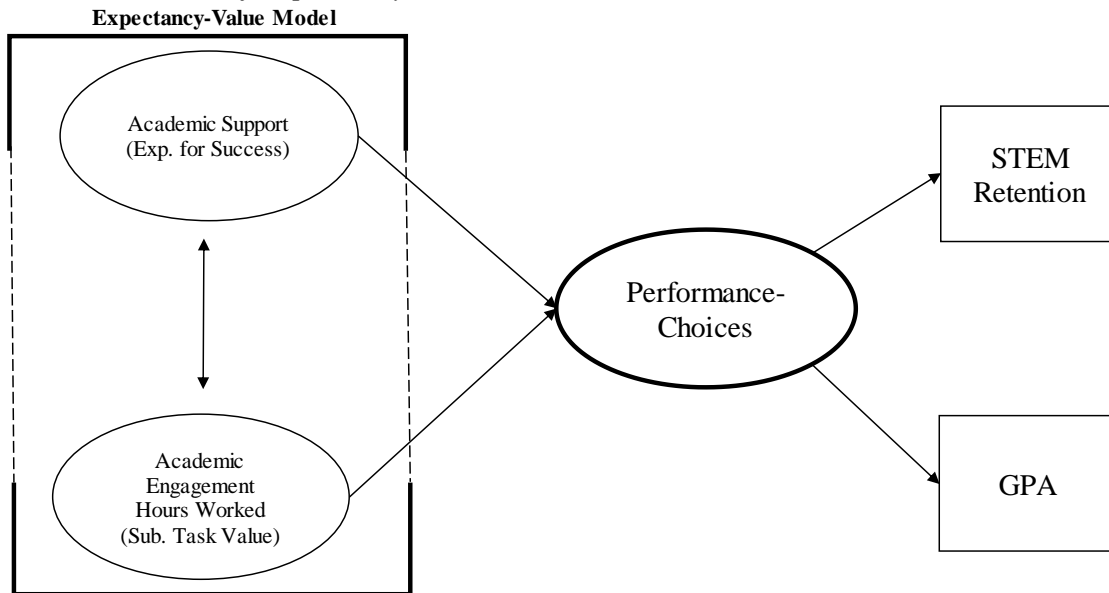 Expectancy-Value Model
Academic Support
(Exp. for Success)
Academic
Engagement
Hours Worked
(Sub. Task Value)
Performance-
Choices
STEM
Retention
GPA